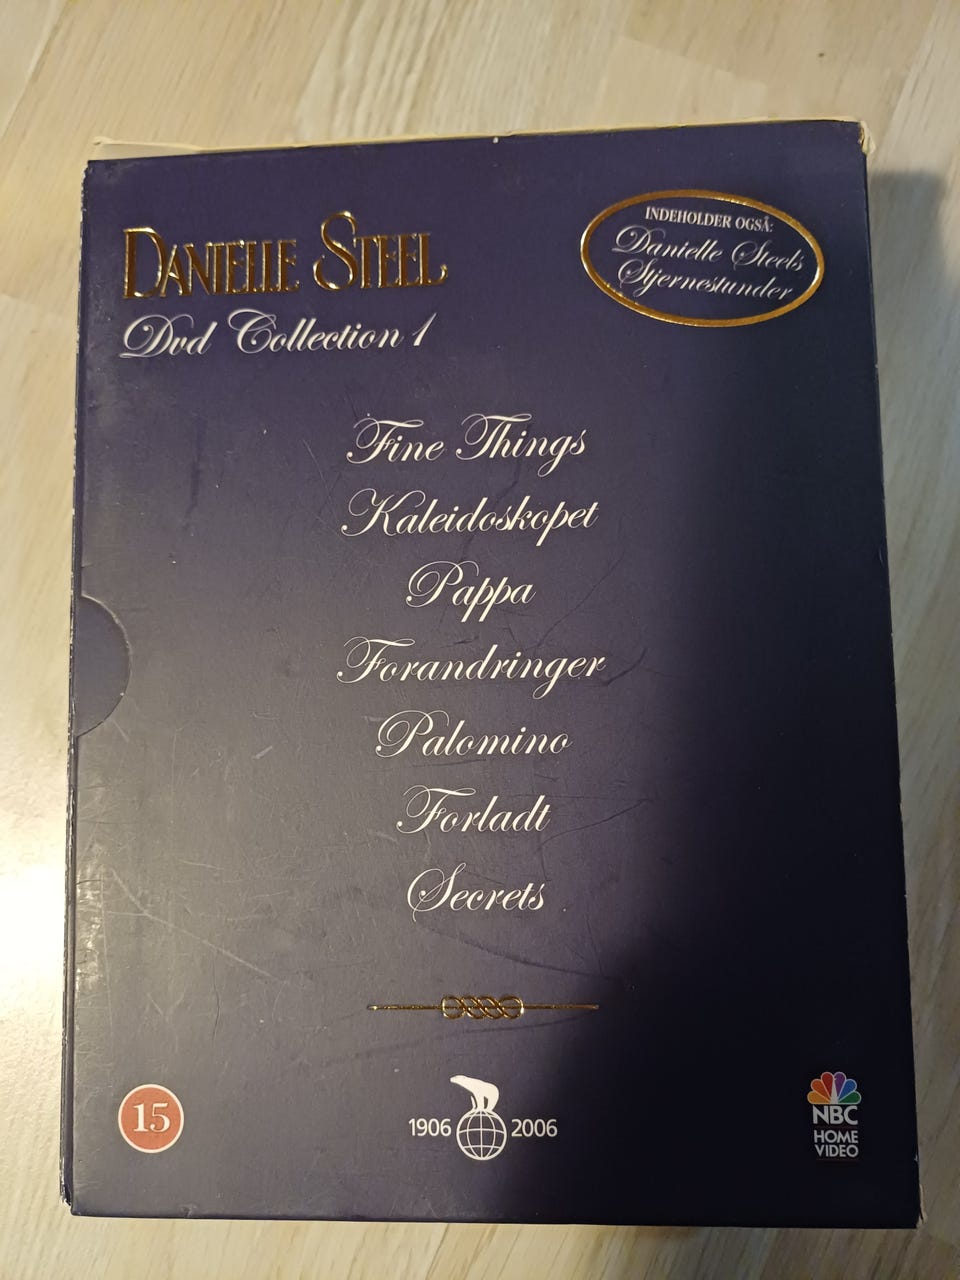 DANIELLE STEEL
Dvd Collection 1
INDEHOLDER OGSÅ:
Danielle Steels
Stjernestunder
Fine Things
Kaleidoskopet
Pappa
Forandringer
Palomino
Forladt
Secrets
15
1906 2006
NBC
HOME
VIDEO